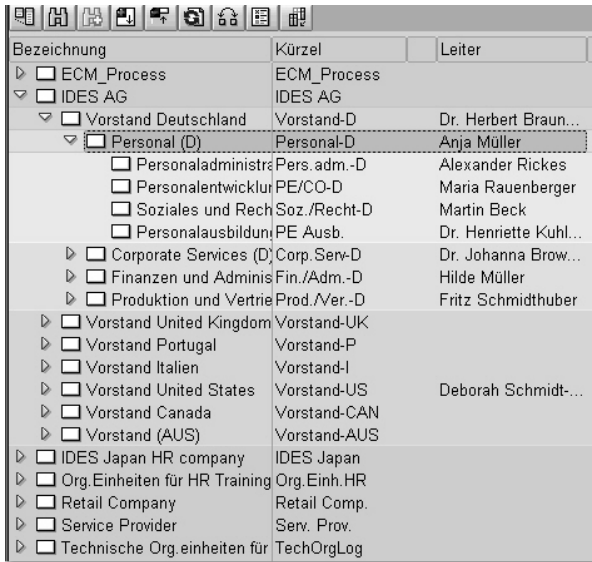 Bezeichnung Kürzel Leiter
ECM_Process ECM_Process
IDES AG IDES AG
Vorstand Deutschland Vorstand-D Dr. Herbert Braun...
Personal (D) Personal-D Anja Müller
Personaladministra Pers.adm.-D Alexander Rickes
Personalentwicklur PE/CO-D Maria Rauenberger
Soziales und Rech Soz./Recht-D Martin Beck
Personalausbildun PE Ausb. Dr. Henriette Kuhl...
Corporate Services (D) Corp.Serv-D Dr. Johanna Brow...
Finanzen und Adminis Fin./Adm.-D Hilde Müller
Produktion und Vertrie Prod./Ver.-D Fritz Schmidthuber
Vorstand United Kingdom Vorstand-UK
Vorstand Portugal Vorstand-P
Vorstand Italien Vorstand-I
Vorstand United States Vorstand-US Deborah Schmidt-...
Vorstand Canada Vorstand-CAN
Vorstand (AUS) Vorstand-AUS
IDES Japan HR company IDES Japan
Org.Einheiten für HR Training Org.Einh.HR
Retail Company Retail Comp.
Service Provider Serv. Prov.
Technische Org.einheiten für TechOrgLog